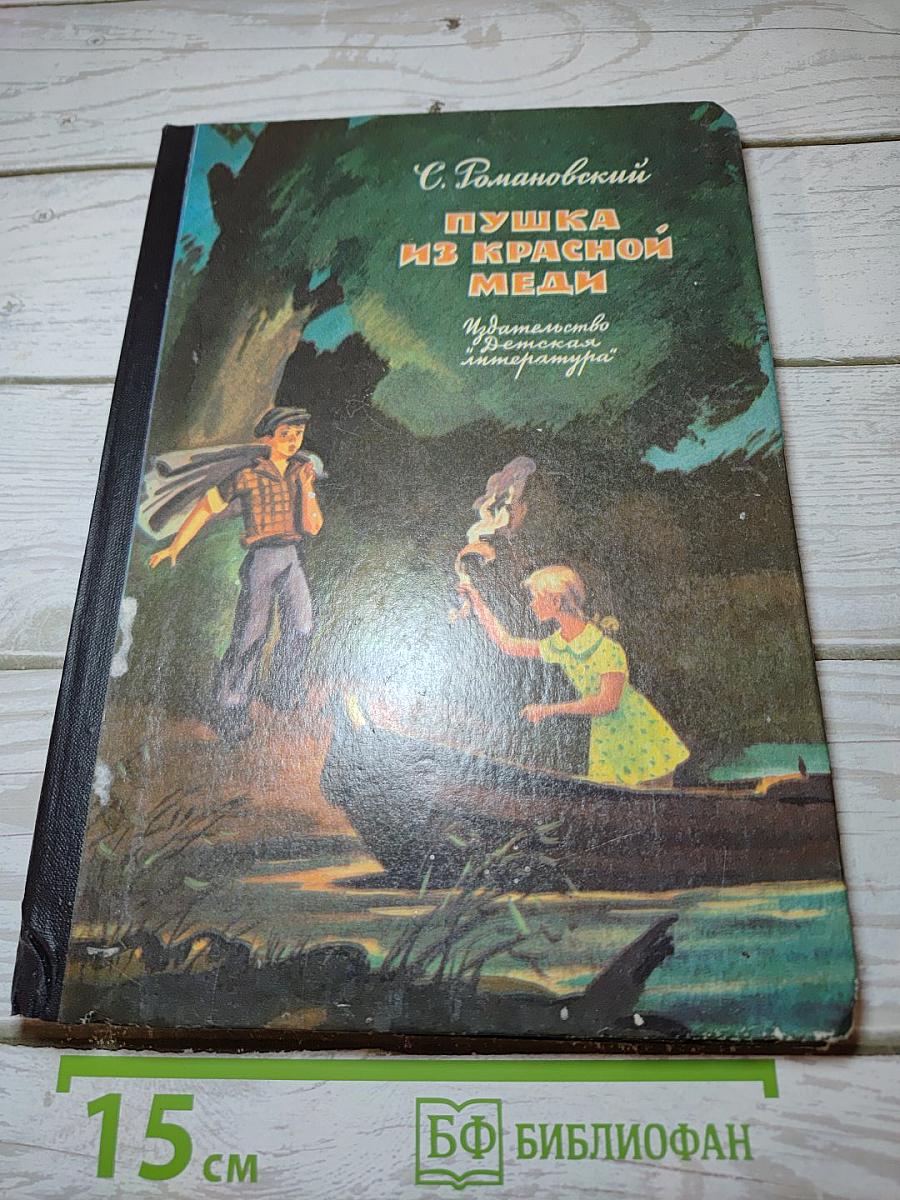 С. Романовский
ПУШКА
ИЗ КРАСНОЙ
МЕДИ
Издательство
"Детская
литература"
15 см
БФ БИБЛИОФАН